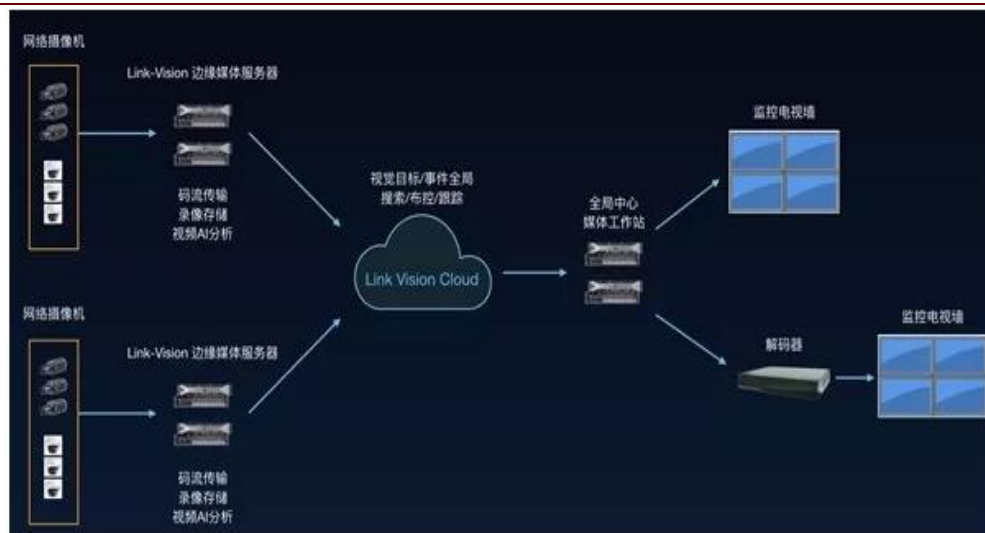 网络摄像机
Link-Vision 边缘媒体服务器
码流传输
录像存储
视频AI分析
网络摄像机
Link-Vision 边缘媒体服务器
码流传输
录像存储
视频AI分析
视觉目标/事件全局
搜索/布控/跟踪
Link Vision Cloud
全局中心
媒体工作站
监控电视墙
解码器
监控电视墙